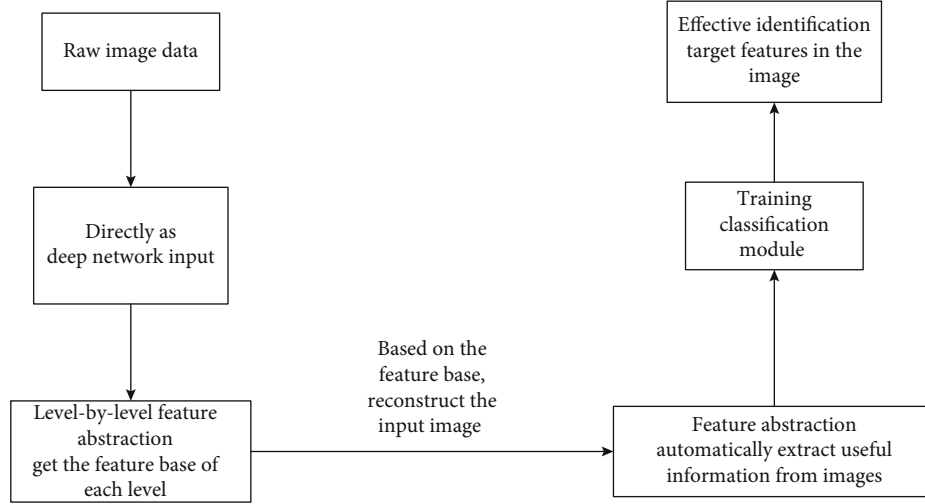 Raw image data
Directly as
deep network input
Level-by-level feature
abstraction
get the feature base of
each level
Based on the
feature base,
reconstruct the
input image
Feature abstraction
automatically extract useful
information from images
Training
classification
module
Effective identification
target features in the
image